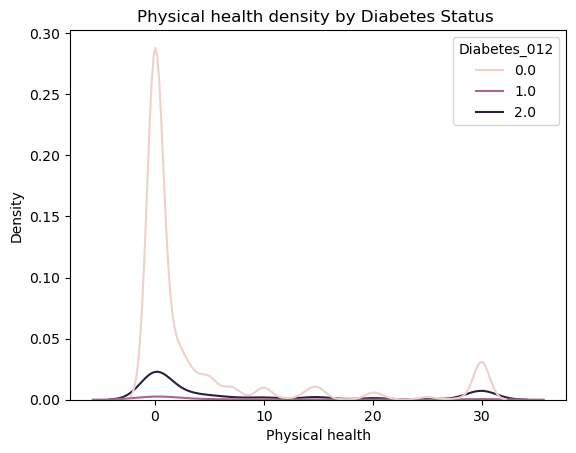 Physical health density by Diabetes Status
Diabetes_012
0.0
1.0
2.0
Density
0.30
0.25
0.20
0.15
0.10
0.05
0.00
0 10 20 30
Physical health